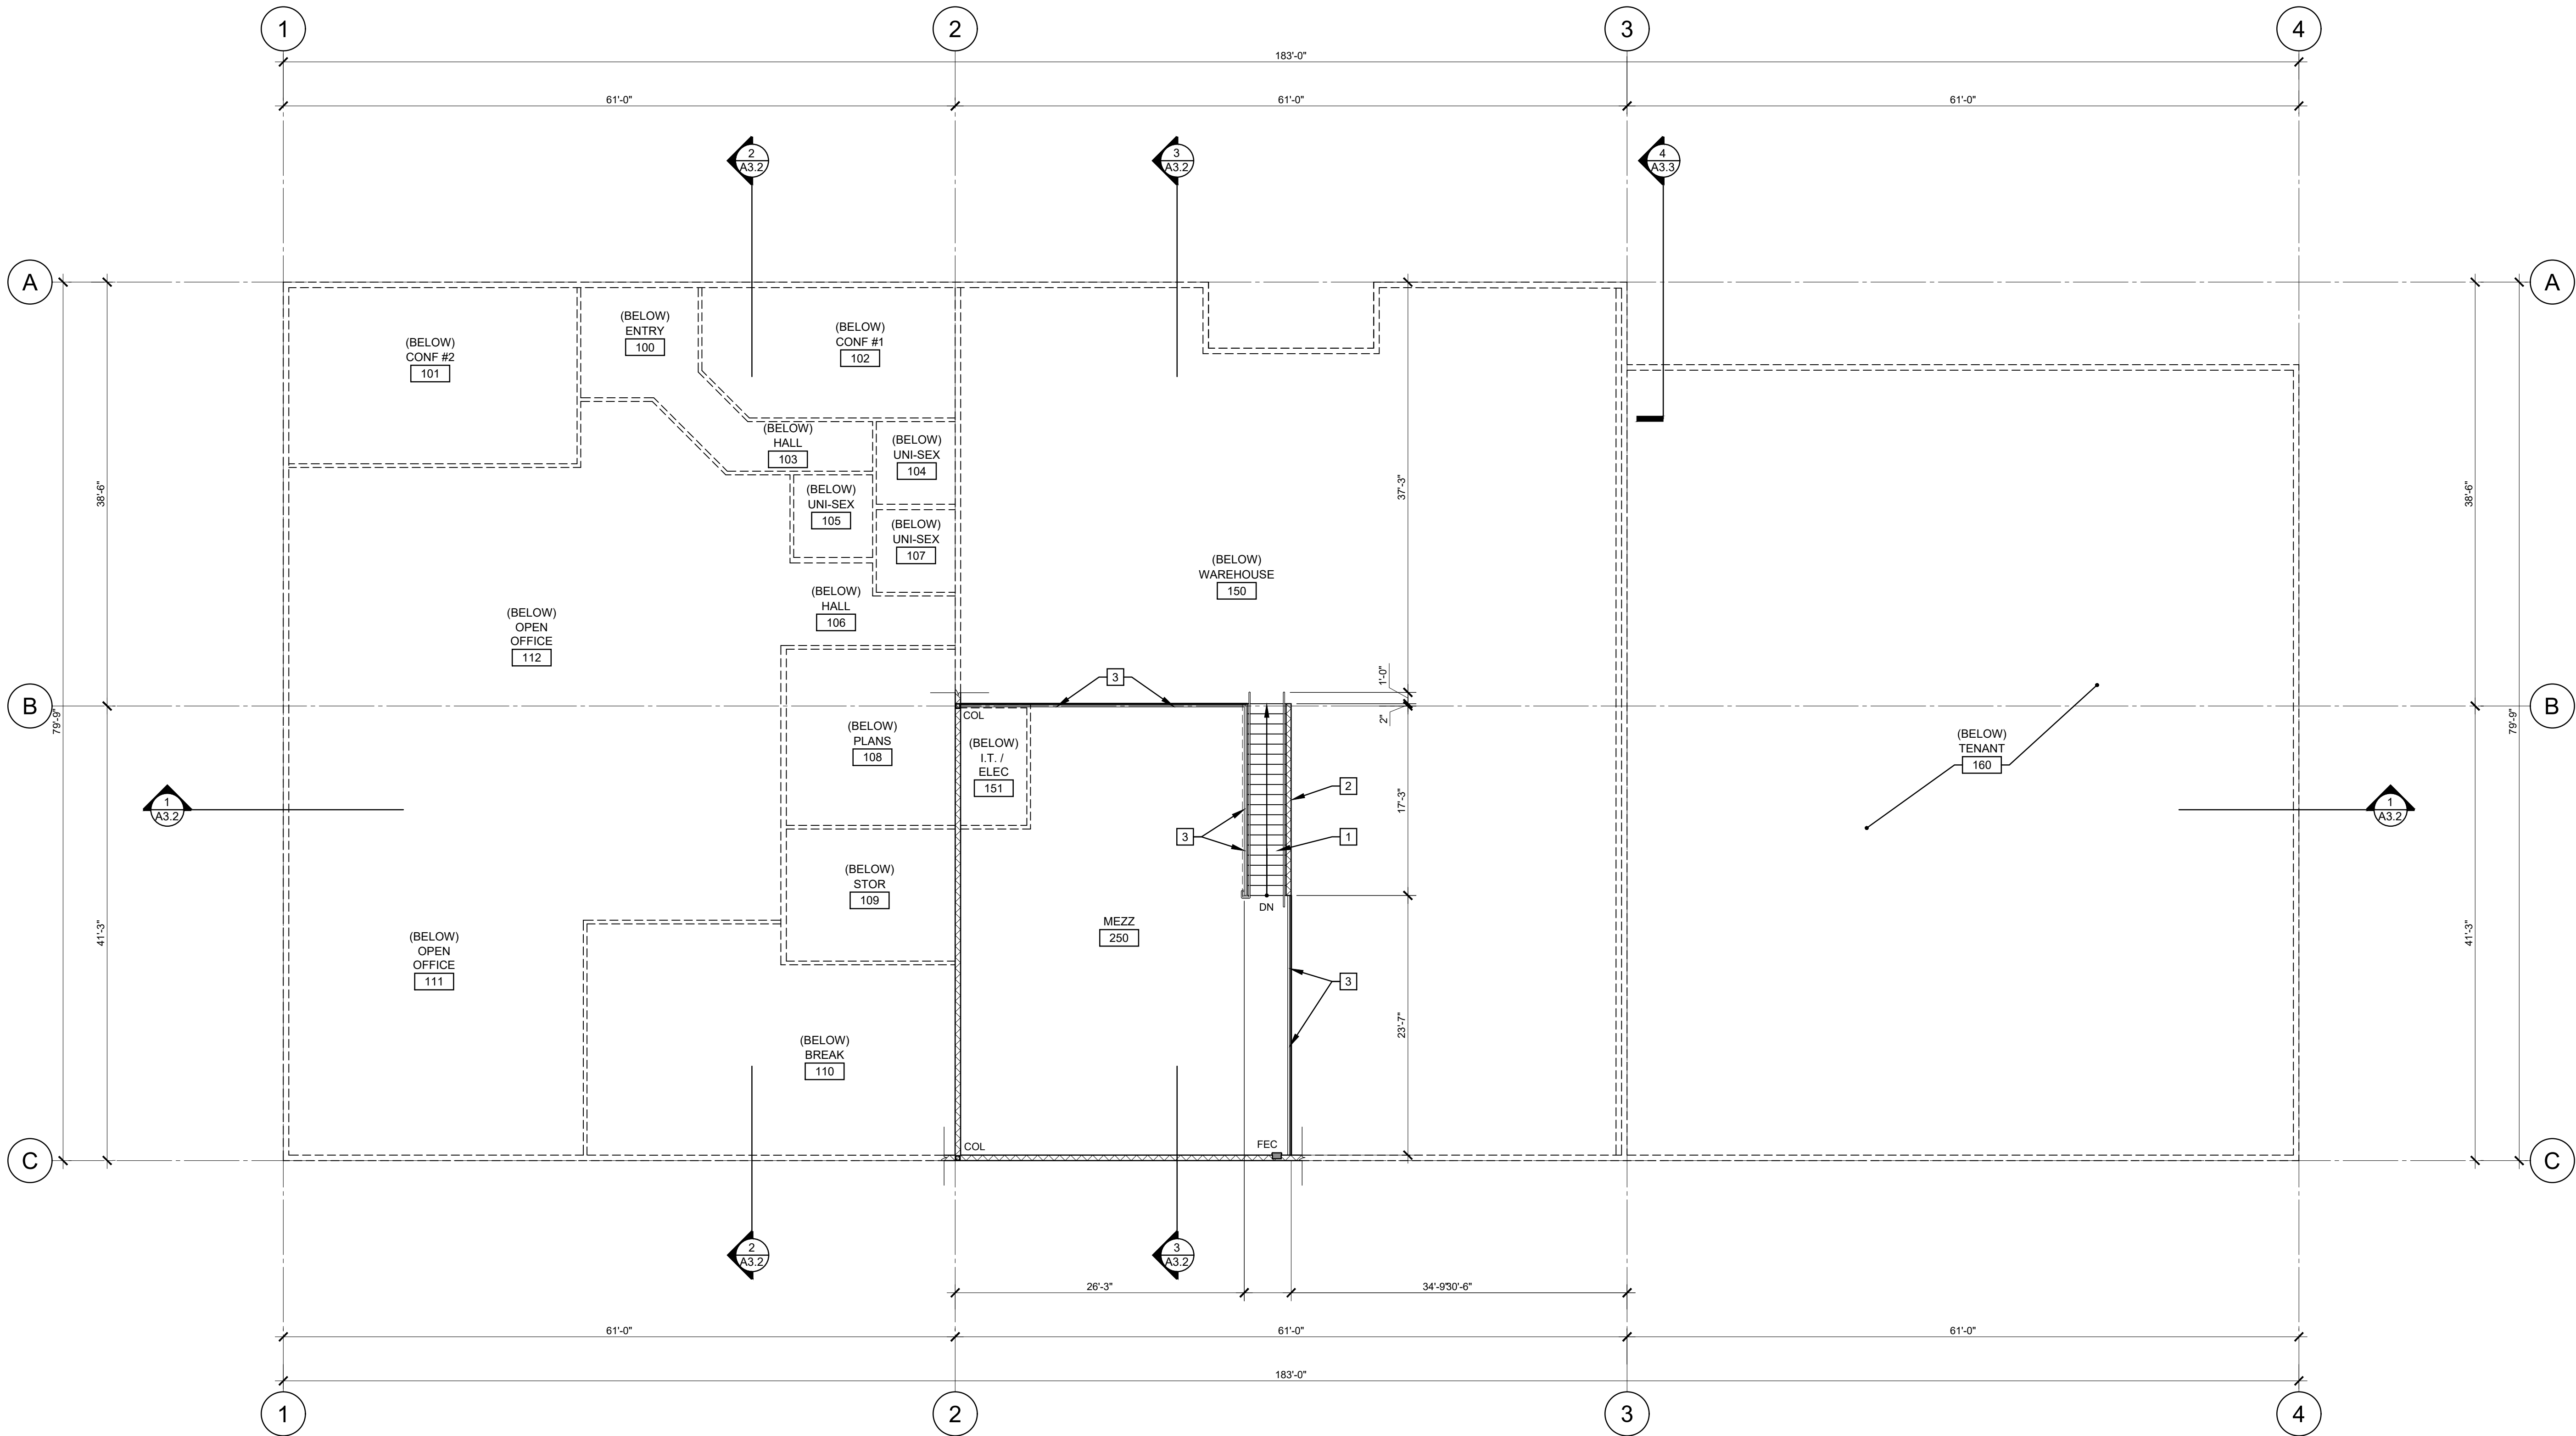 1
2
3
4
183'-0"
61'-0"
61'-0"
61'-0"
2
A3.2
3
A3.2
4
A3.3
A
A
(BELOW)
ENTRY
100
(BELOW)
CONF #1
102
(BELOW)
CONF #2
101
(BELOW)
HALL
103
(BELOW)
UNI-SEX
104
(BELOW)
UNI-SEX
105
(BELOW)
UNI-SEX
107
38'-6"
37'-3"
38'-6"
(BELOW)
WAREHOUSE
150
(BELOW)
HALL
106
(BELOW)
OPEN
OFFICE
112
3
1'-0"
2"
B
79'-9"
B
79'-9"
COL
(BELOW)
PLANS
108
(BELOW)
I.T. /
ELEC
151
(BELOW)
TENANT
160
2
17'-3"
1
A3.2
3
1
1
A3.2
(BELOW)
STOR
109
DN
MEZZ
250
41'-3"
41'-3"
(BELOW)
OPEN
OFFICE
111
3
23'-7"
(BELOW)
BREAK
110
COL
FEC
C
C
2
A3.2
3
A3.2
26'-3"
34'-9"30'-6"
61'-0"
61'-0"
61'-0"
183'-0"
1
2
3
4